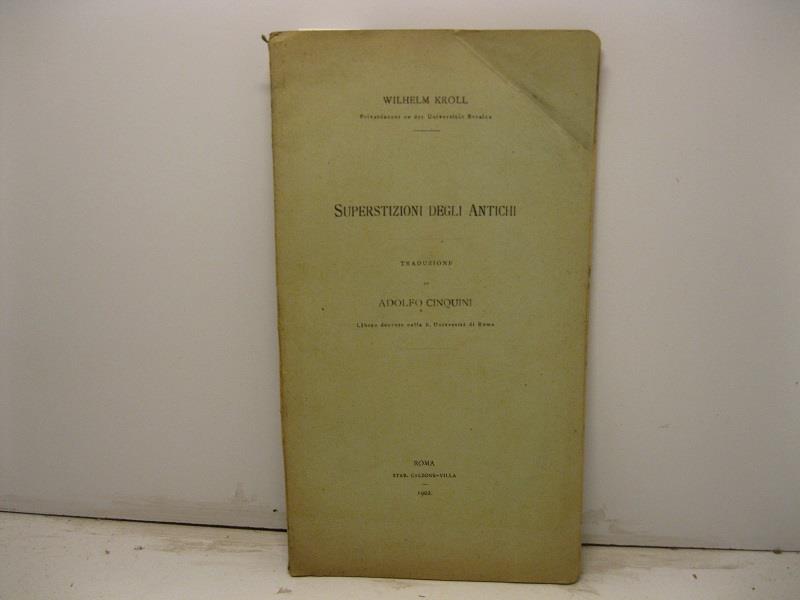 WILHELM KROLL
Privatdozent an der Universität Breslau
SUPERSTIZIONI DEGLI ANTICHI
TRADUZIONE
DI
ADOLFO CINQUINI
Libero docente nella R. Università di Roma
ROMA
STAB. CALZONE-VILLA
1902